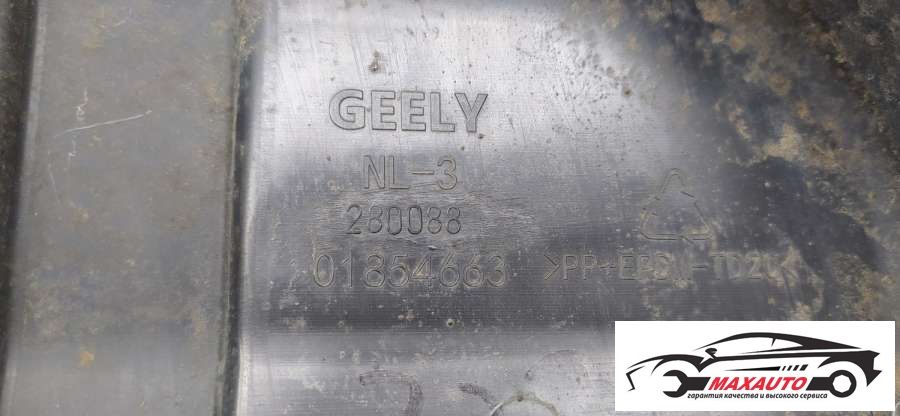 GEELY
NL-3
280088
01854663
>PP+EPDM-TD20<
MAXAUTO
гарантия качества и высокого сервиса